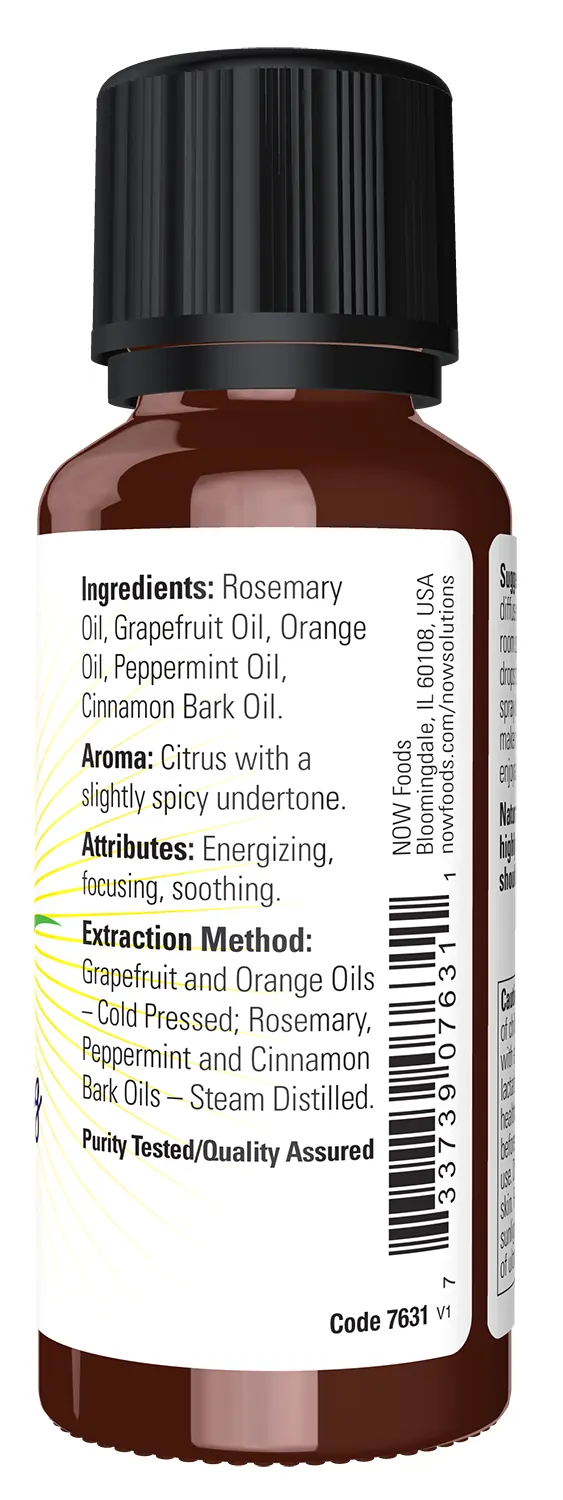 Ingredients: Rosemary
Oil, Grapefruit Oil, Orange
Oil, Peppermint Oil,
Cinnamon Bark Oil.
Aroma: Citrus with a
slightly spicy undertone.
Attributes: Energizing,
focusing, soothing.
Extraction Method:
Grapefruit and Orange Oils
– Cold Pressed; Rosemary,
Peppermint and Cinnamon
Bark Oils – Steam Distilled.
Purity Tested/Quality Assured
Code 7631 V1
NOW Foods
Bloomingdale, IL 60108, USA
nowfoods.com/nowsolutions
7 33739 07631 1